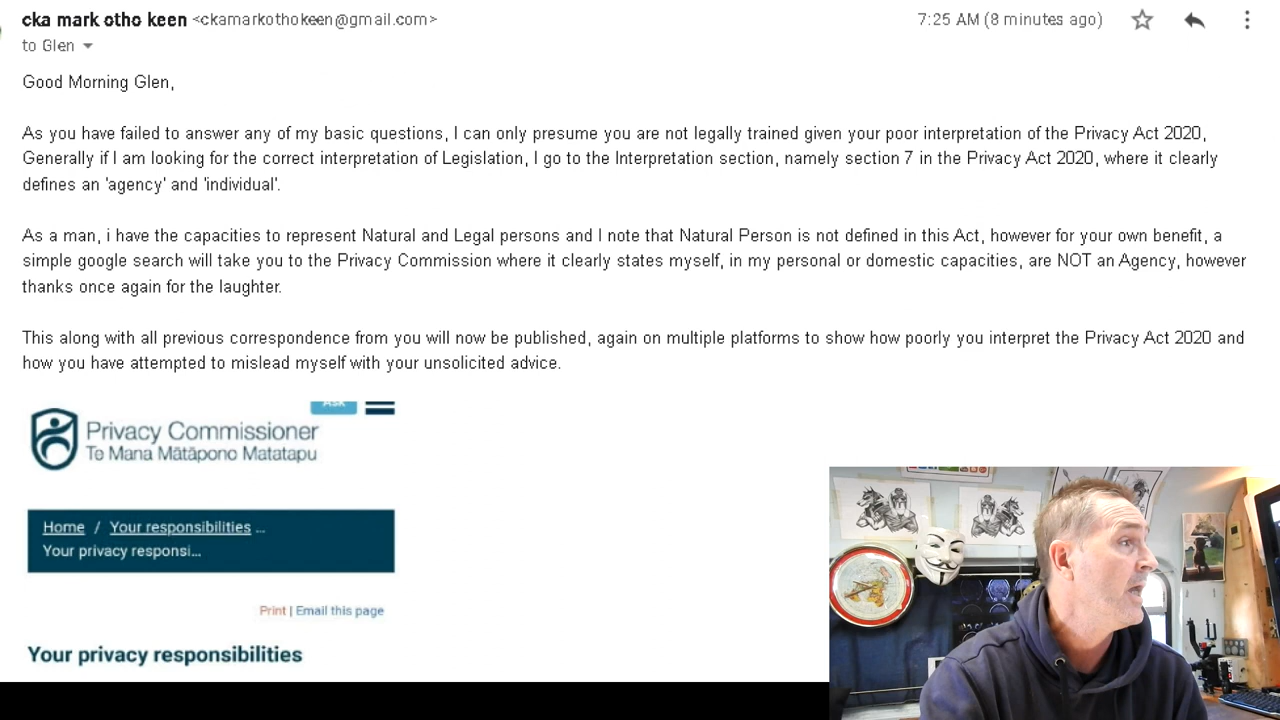 cka mark otho keen <ckamarkothokeen@gmail.com>
7:25 AM (8 minutes ago)
to Glen
Good Morning Glen,
As you have failed to answer any of my basic questions, I can only presume you are not legally trained given your poor interpretation of the Privacy Act 2020,
Generally if I am looking for the correct interpretation of Legislation, I go to the Interpretation section, namely section 7 in the Privacy Act 2020, where it clearly
defines an 'agency' and 'individual'.
As a man, i have the capacities to represent Natural and Legal persons and I note that Natural Person is not defined in this Act, however for your own benefit, a
simple google search will take you to the Privacy Commission where it clearly states myself, in my personal or domestic capacities, are NOT an Agency, however
thanks once again for the laughter.
This along with all previous correspondence from you will now be published, again on multiple platforms to show how poorly you interpret the Privacy Act 2020 and
how you have attempted to mislead myself with your unsolicited advice.
Ask
Privacy Commissioner
Te Mana Mātāpono Matatapu
Home / Your responsibilities ...
Your privacy responsi...
Print | Email this page
Your privacy responsibilities